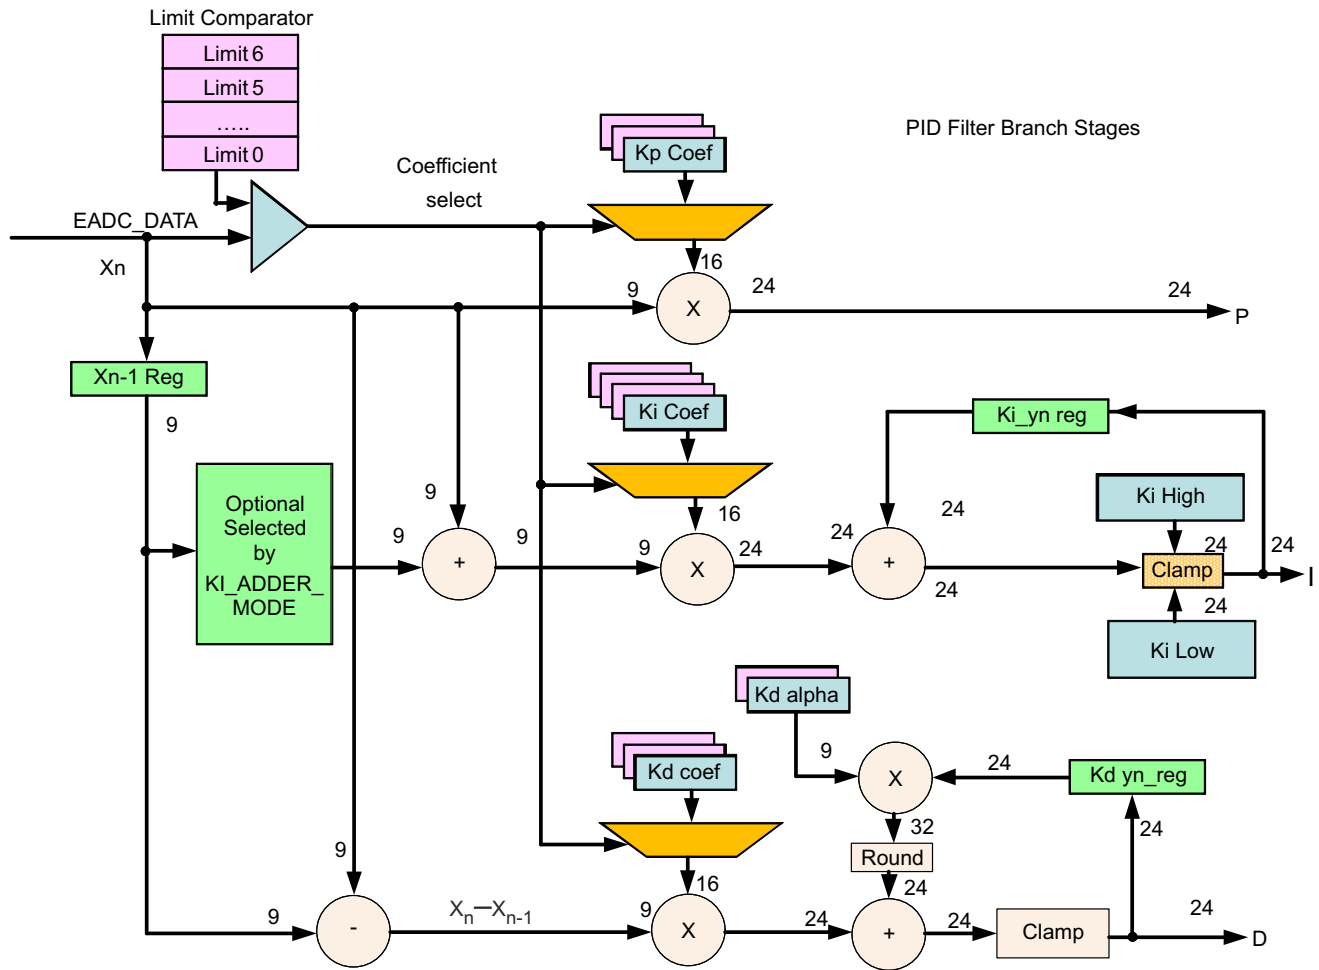 Limit Comparator
Limit 6
Limit 5
.....
Limit 0
PID Filter Branch Stages
Kp Coef
Coefficient
select
EADC_DATA
Xn
16
9
X
24
24
P
Xn-1 Reg
9
Ki Coef
Ki_yn reg
Optional
Selected
by
KI_ADDER_
MODE
9
9
+
9
16
9
X
24
24
+
24
24
Ki High
24
24
Clamp
I
24
Ki Low
Kd alpha
9
X
24
Kd yn_reg
Kd coef
32
24
Round
9
16
24
9
-
Xn—Xn-1
9
X
24
+
24
Clamp
24
D